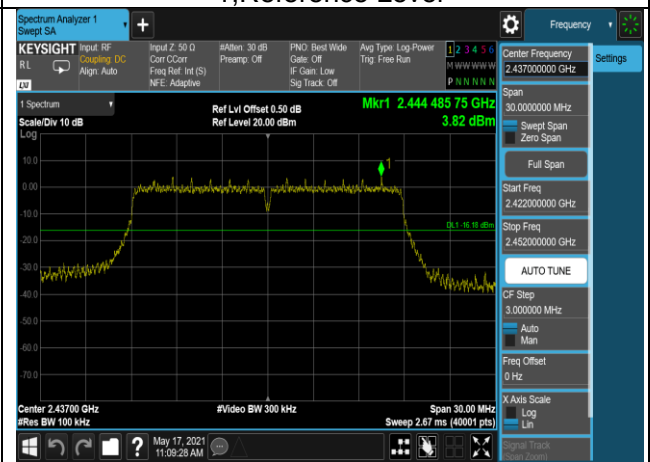 1,Reference Level
Spectrum Analyzer 1
Swept SA
Frequency
KEYSIGHT
RL
LXI
Input: RF
Coupling: DC
Align: Auto
Input Z: 50 Ω
Corr CCorr
Freq Ref: Int (S)
NFE: Adaptive
#Atten: 30 dB
Preamp: Off
PNO: Best Wide
Gate: Off
IF Gain: Low
Sig Track: Off
Avg Type: Log-Power
Trig: Free Run
1 2 3 4 5 6
M W W W W W
P N N N N N
Center Frequency
2.437000000 GHz
Settings
Span
30.0000000 MHz
Swept Span
Zero Span
Full Span
Start Freq
2.422000000 GHz
Stop Freq
2.452000000 GHz
AUTO TUNE
CF Step
3.000000 MHz
Auto
Man
Freq Offset
0 Hz
X Axis Scale
Log
Lin
Signal Track
(Span Zoom)
1 Spectrum
Scale/Div 10 dB
Log
Ref Lvl Offset 0.50 dB
Ref Level 20.00 dBm
Mkr1 2.444 485 75 GHz
3.82 dBm
10.0
0.00
-10.0
-20.0
-30.0
-40.0
-50.0
-60.0
-70.0
1
DL1 -16.18 dBm
Center 2.43700 GHz
#Res BW 100 kHz
#Video BW 300 kHz
Span 30.00 MHz
Sweep 2.67 ms (40001 pts)
May 17, 2021
11:09:28 AM